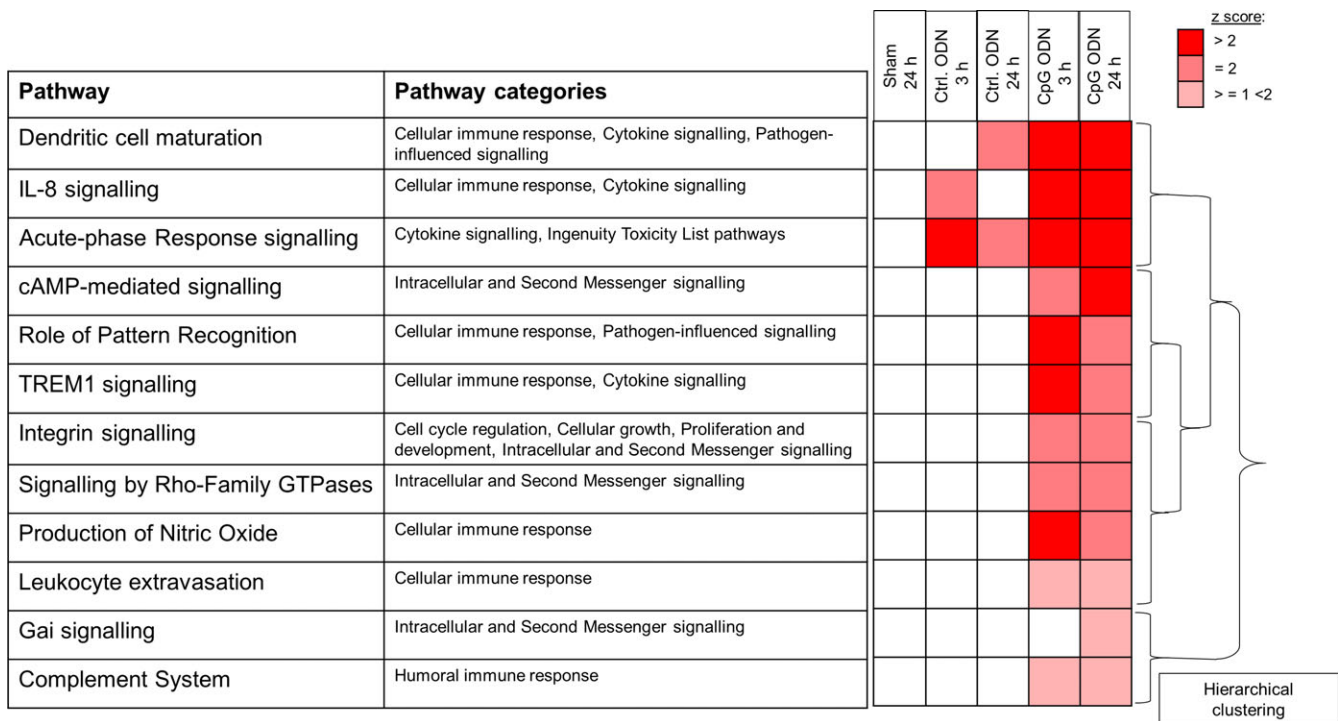 z score:
> 2
= 2
> = 1 <2
Sham
24 h
Ctrl. ODN
3 h
Ctrl. ODN
24 h
CpG ODN
3 h
CpG ODN
24 h
Pathway
Pathway categories
Dendritic cell maturation
Cellular immune response, Cytokine signalling, Pathogen-
influenced signalling
IL-8 signalling
Cellular immune response, Cytokine signalling
Acute-phase Response signalling
Cytokine signalling, Ingenuity Toxicity List pathways
cAMP-mediated signalling
Intracellular and Second Messenger signalling
Role of Pattern Recognition
Cellular immune response, Pathogen-influenced signalling
TREM1 signalling
Cellular immune response, Cytokine signalling
Integrin signalling
Cell cycle regulation, Cellular growth, Proliferation and
development, Intracellular and Second Messenger signalling
Signalling by Rho-Family GTPases
Intracellular and Second Messenger signalling
Production of Nitric Oxide
Cellular immune response
Leukocyte extravasation
Cellular immune response
Gai signalling
Intracellular and Second Messenger signalling
Complement System
Humoral immune response
Hierarchical
clustering